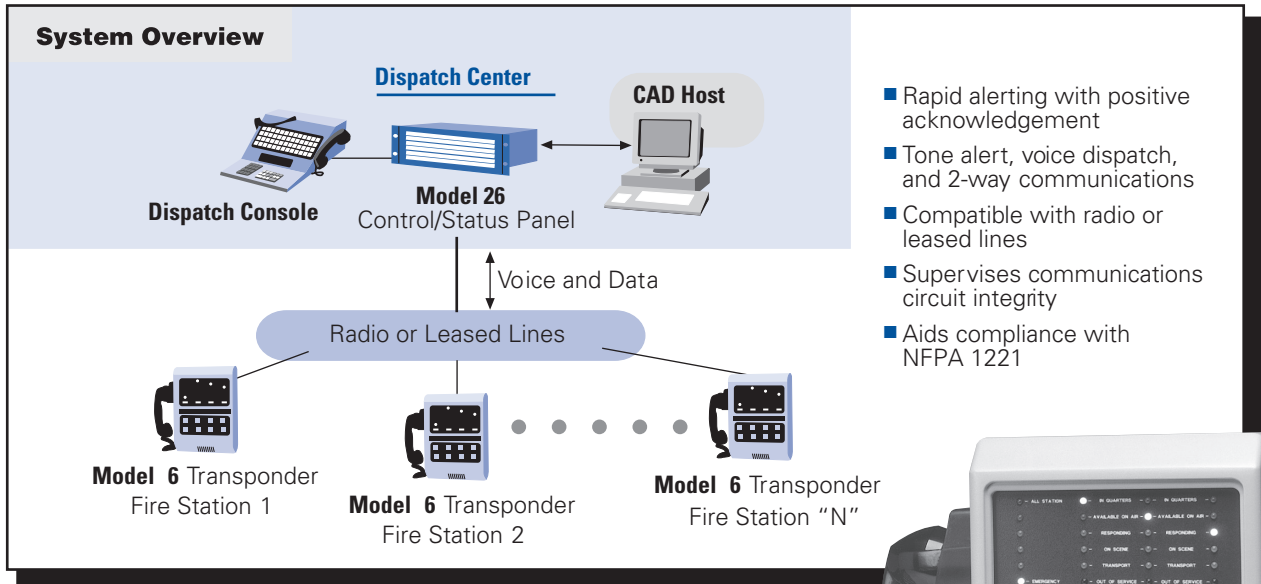 System Overview
Dispatch Center
CAD Host
Dispatch Console
Model 26
Control/Status Panel
Voice and Data
Radio or Leased Lines
Model 6 Transponder
Fire Station 1
Model 6 Transponder
Fire Station 2
Model 6 Transponder
Fire Station “N”
■ Rapid alerting with positive
acknowledgement
■ Tone alert, voice dispatch,
and 2-way communications
■ Compatible with radio or
leased lines
■ Supervises communications
circuit integrity
■ Aids compliance with
NFPA 1221
ALL STATION IN QUARTERS IN QUARTERS
AVAILABLE ON AIR AVAILABLE ON AIR
RESPONDING RESPONDING
ON SCENE ON SCENE
TRANSPORT TRANSPORT
EMERGENCY OUT OF SERVICE OUT OF SERVICE